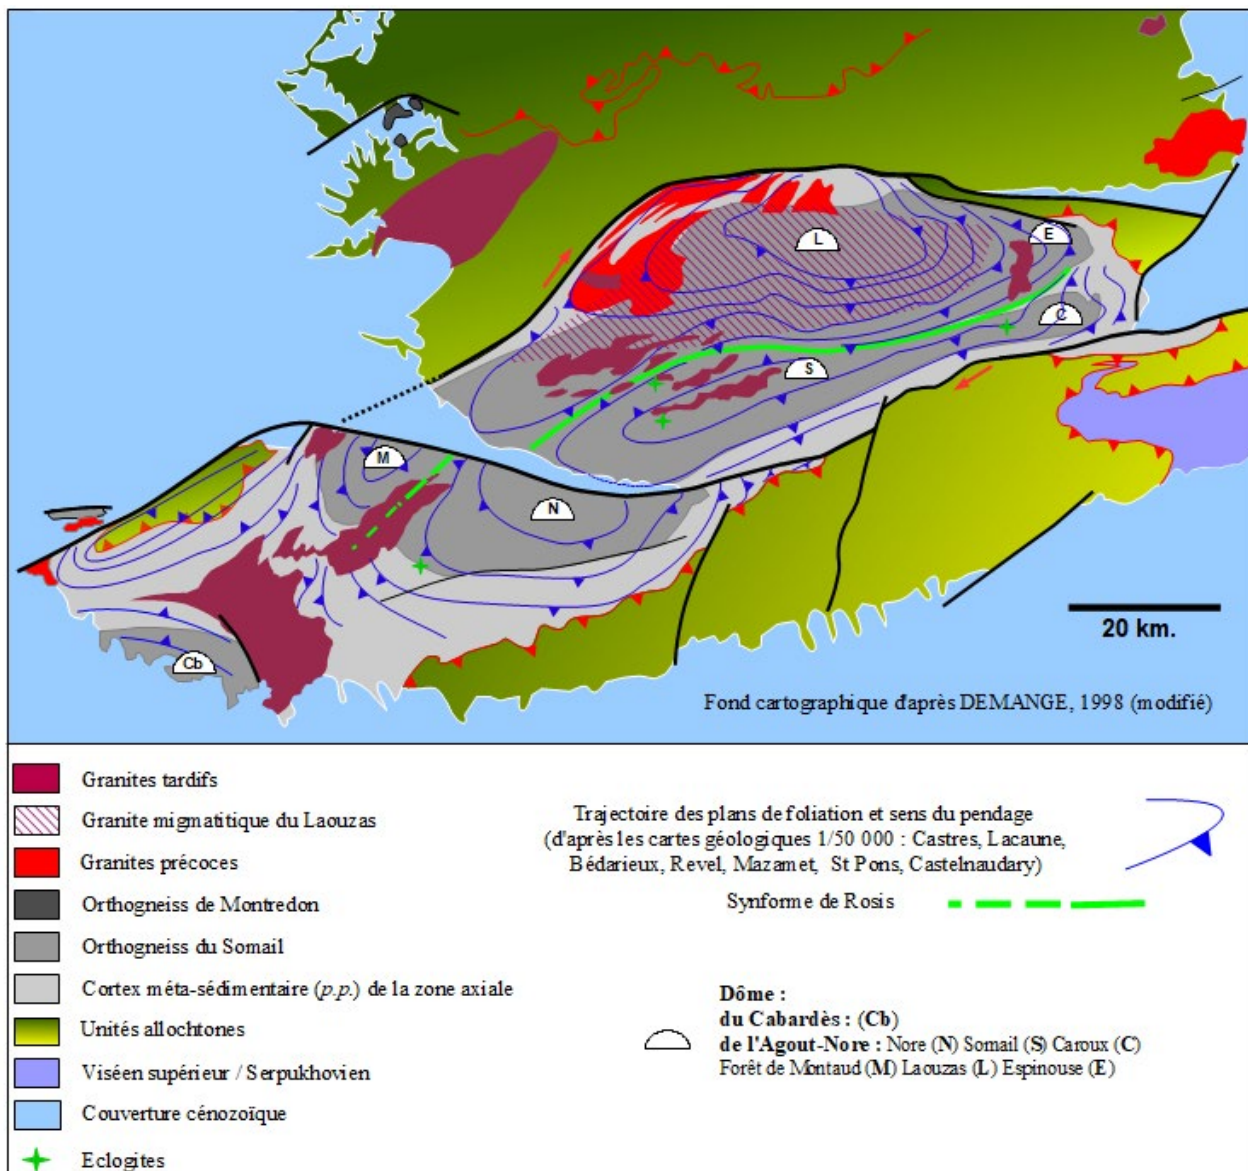 L
E
C
S
M
N
Cb
20 km.
Fond cartographique d'après DEMANGE, 1998 (modifié)
Granites tardifs
Granite migmatitique du Laouzas
Granites précoces
Orthogneiss de Montredon
Orthogneiss du Somail
Cortex méta-sédimentaire (p.p.) de la zone axiale
Unités allochtones
Viséen supérieur / Serpukhovien
Couverture cénozoïque
Eclogites
Trajectoire des plans de foliation et sens du pendage
(d'après les cartes géologiques 1/50 000 : Castres, Lacaune,
Bédarieux, Revel, Mazamet, St Pons, Castelnaudary)
Synforme de Rosis
Dôme :
du Cabardès : (Cb)
de l'Agout-Nore : Nore (N) Somail (S) Caroux (C)
Forêt de Montaud (M) Laouzas (L) Espinouse (E)